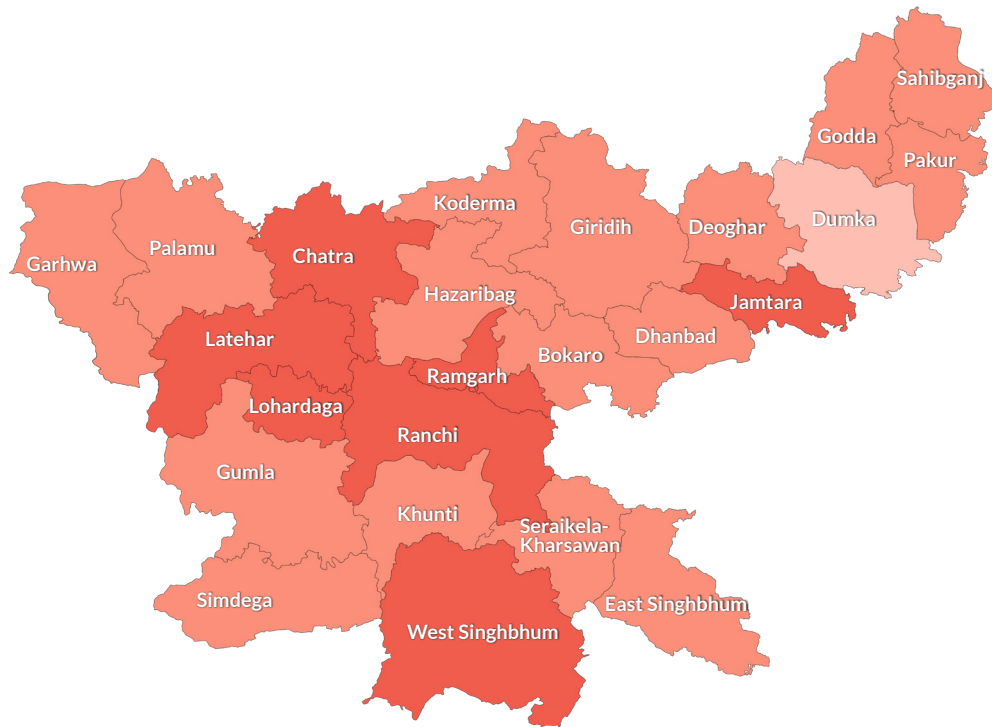 Sahibganj
Godda
Pakur
Koderma
Dumka
Giridih
Deoghar
Palamu
Chatra
Garhwa
Hazaribag
Jamtara
Latehar
Dhanbad
Bokaro
Ramgarh
Lohardaga
Ranchi
Gumla
Khunti
Seraikela-
Kharsawan
Simdega
East Singhbhum
West Singhbhum